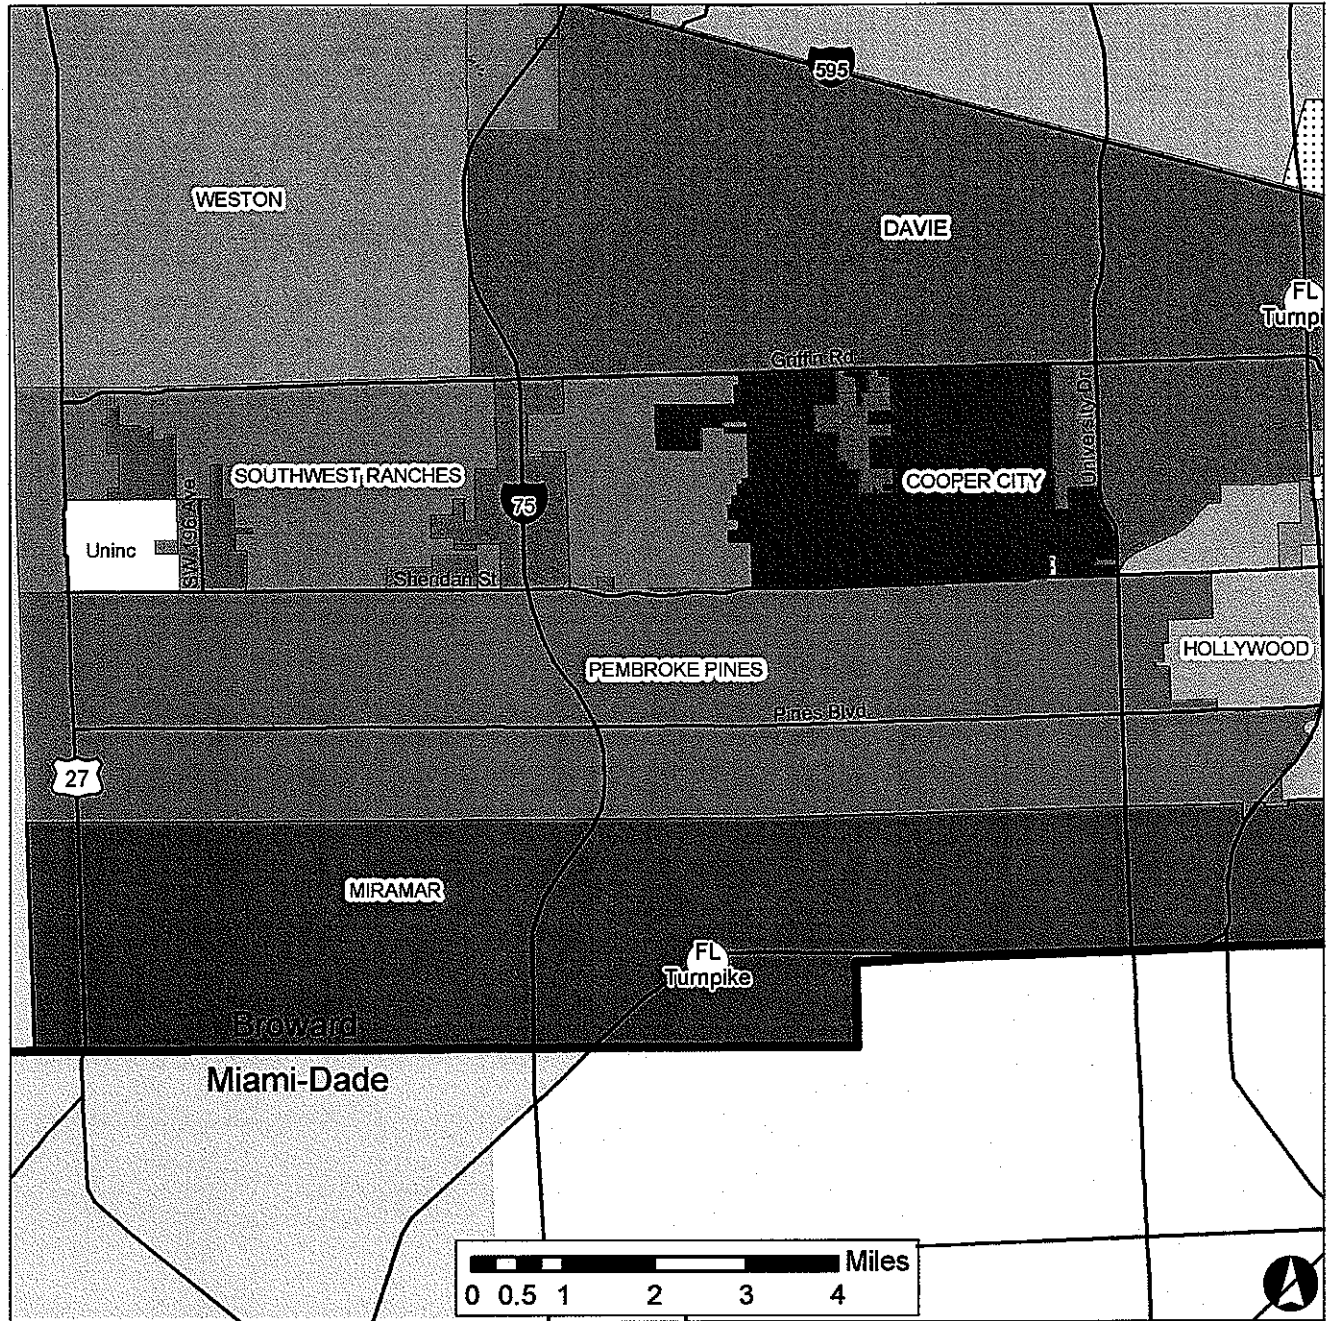 595
WESTON
DAVIE
FL
Turnpi
Griffin Rd
University Dr
SOUTHWEST RANCHES
COOPER CITY
75
SW 196 Ave
Uninc
Sheridan St
HOLLYWOOD
PEMBROKE PINES
Pines Blvd
27
MIRAMAR
FL
Turnpike
Broward
Miami-Dade
Miles
0 0.5 1 2 3 4